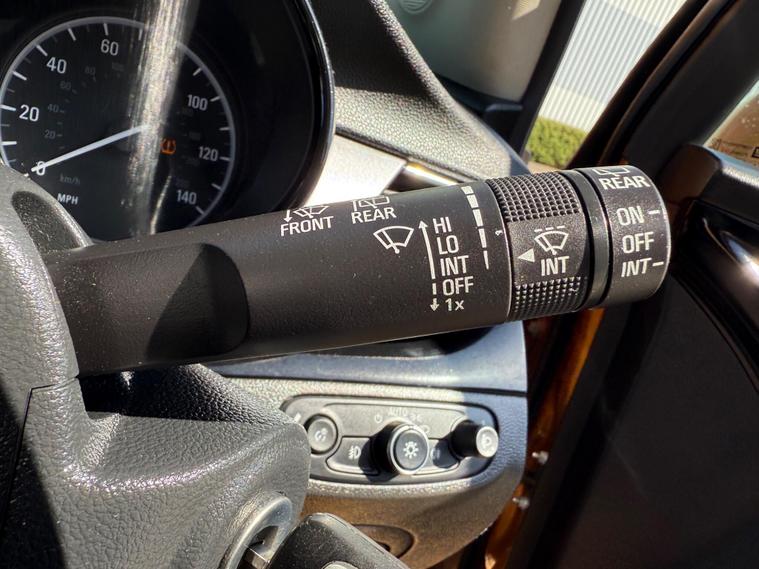 60
40
100
20
120
0
km/h
140
MPH
FRONT
REAR
HI
LO
INT
OFF
1x
INT
REAR
ON
OFF
INT
AUTO